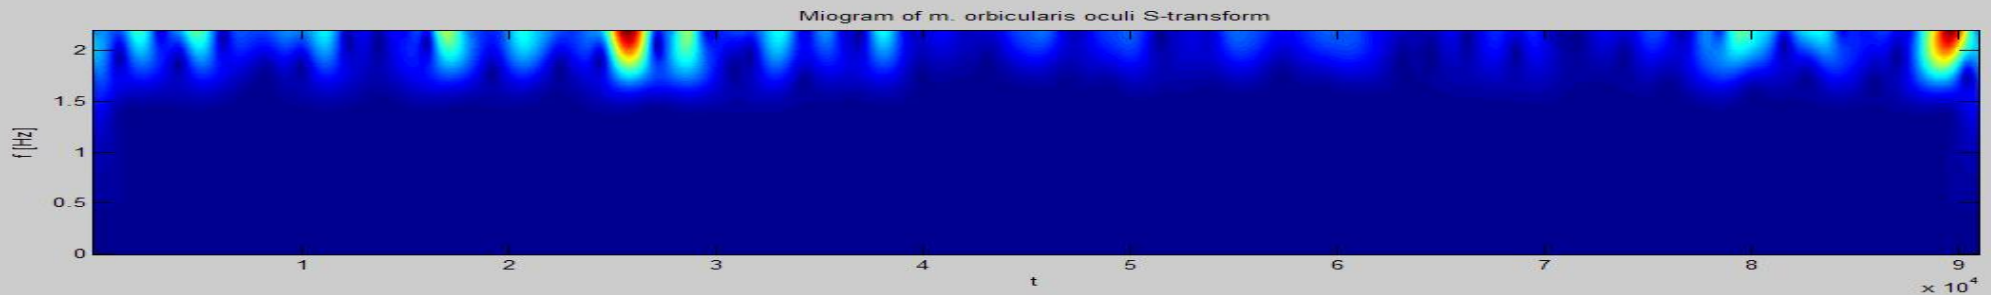 Miogram of m. orbicularis oculi S-transform
f [Hz]
2
1.5
1
0.5
0
1 2 3 4 5 6 7 8 9
t
x 10⁴